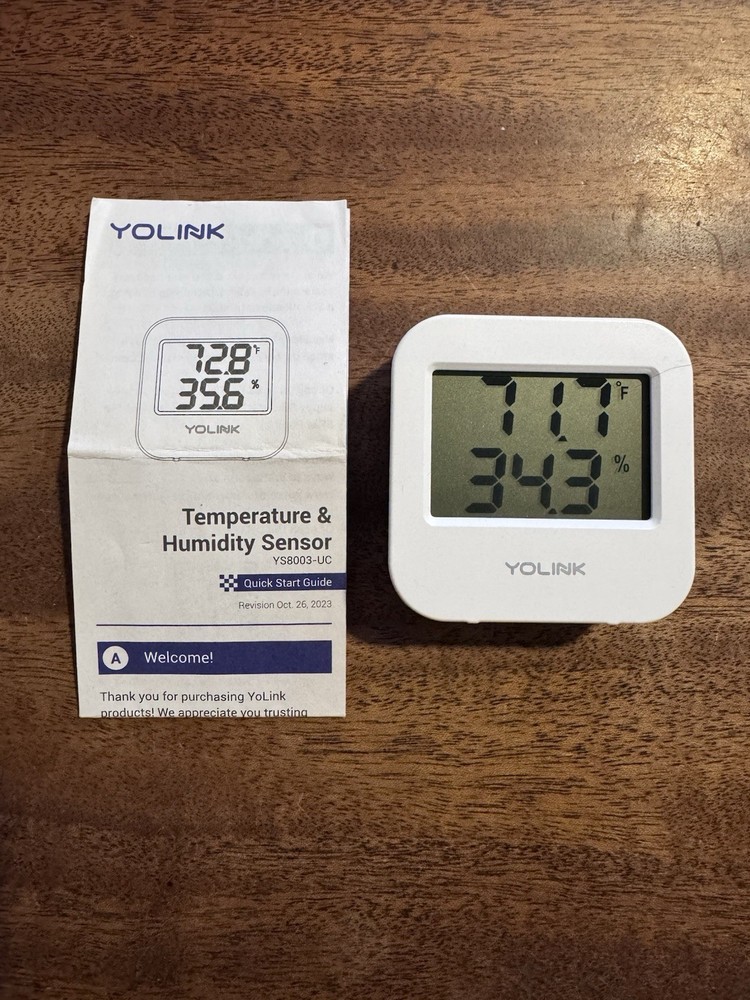 YOLINK
72.8°F
35.6%
YOLINK
Temperature &
Humidity Sensor
YS8003-UC
Quick Start Guide
Revision Oct. 26, 2023
A Welcome!
Thank you for purchasing YoLink
products! We appreciate you trusting
71.7°F
34.3%
YOLINK